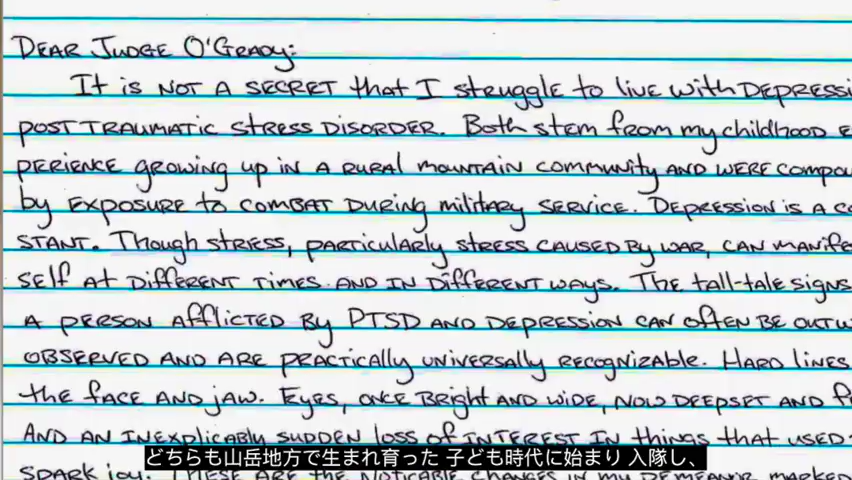 DEAR JUDGE O'GRADY:
It is NOT A SECRET that I struggle to live with DEPRESSI
POST TRAUMATIC STRESS DISORDER. Both stem from my childhood E
PERIENCE growing up IN A RURAL MOUNTAIN COMMUNITY AND WERE COMPOU
by EXPOSURE to COMBAT DURING military SERVICE. DEPRESSION IS A CO
STANT. Though STRESS, PARTICULARLY STRESS CAUSED BY WAR, CAN MANIFE
SELF AT DIFFERENT TIMES AND IN DIFFERENT WAYS. The tall-tale signs
A PERSON AFFLICTED BY PTSD AND DEPRESSION CAN OFTEN BE OUTW
OBSERVED AND ARE PRACTICALLY UNIVERSALLY RECOGNIZABLE. HARD LINES
the FACE AND JAW. EYES, ONCE BRIGHT AND WIDE, NOW DEEPSET AND
AND AN INEXPLICABLY SUDDEN loss of INTEREST IN things that USED
SPARK joy. THESE ARE THE NOTICABLE CHANGES IN MY DEMEANOR MARKED
どちらも山岳地方で生まれ育った 子ども時代に始まり 入隊し、